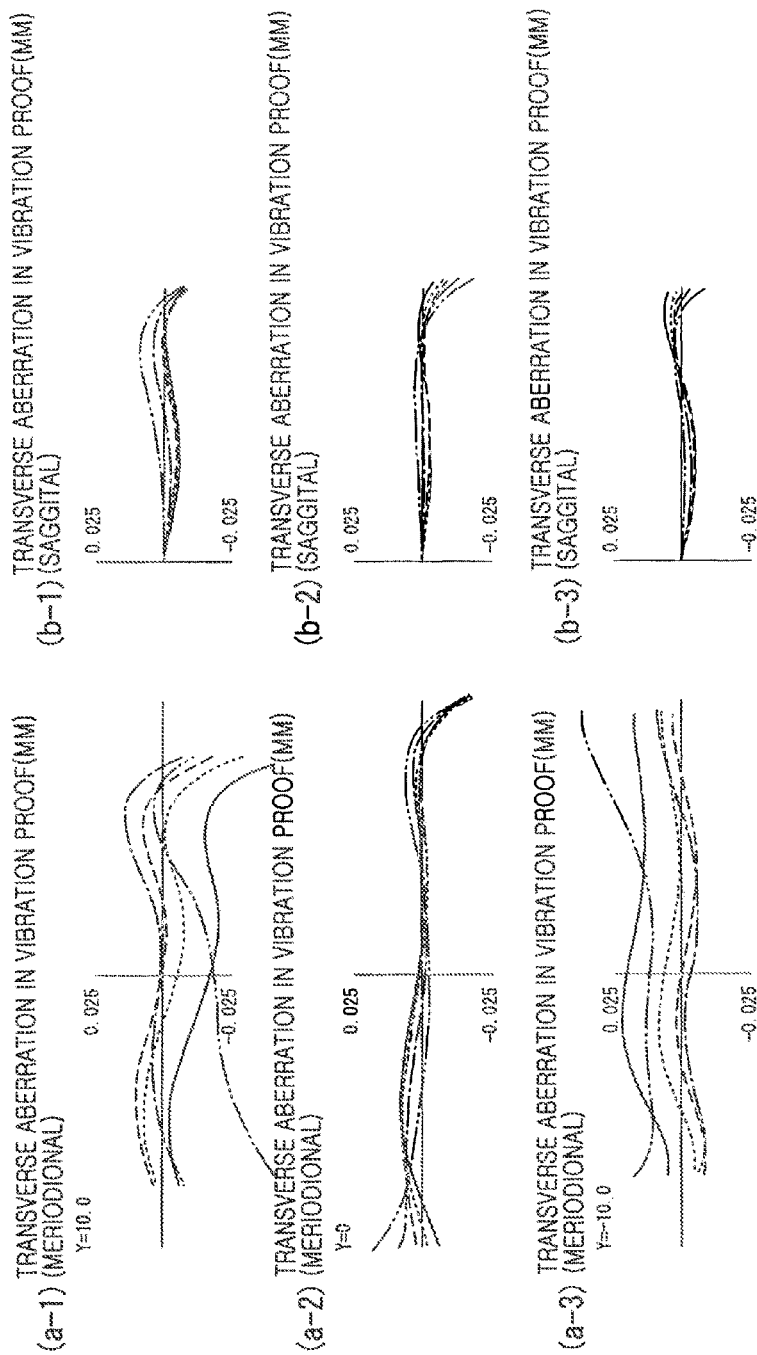 TRANSVERSE ABERRATION IN VIBRATION PROOF(MM)
(a-1) (MERIODIONAL)
Y=10.0
0.025
-0.025
TRANSVERSE ABERRATION IN VIBRATION PROOF(MM)
(b-1) (SAGGITAL)
0.025
-0.025
TRANSVERSE ABERRATION IN VIBRATION PROOF(MM)
(a-2) (MERIODIONAL)
Y=0
0.025
-0.025
TRANSVERSE ABERRATION IN VIBRATION PROOF(MM)
(b-2) (SAGGITAL)
0.025
-0.025
TRANSVERSE ABERRATION IN VIBRATION PROOF(MM)
(a-3) (MERIODIONAL)
Y=-10.0
0.025
-0.025
TRANSVERSE ABERRATION IN VIBRATION PROOF(MM)
(b-3) (SAGGITAL)
0.025
-0.025